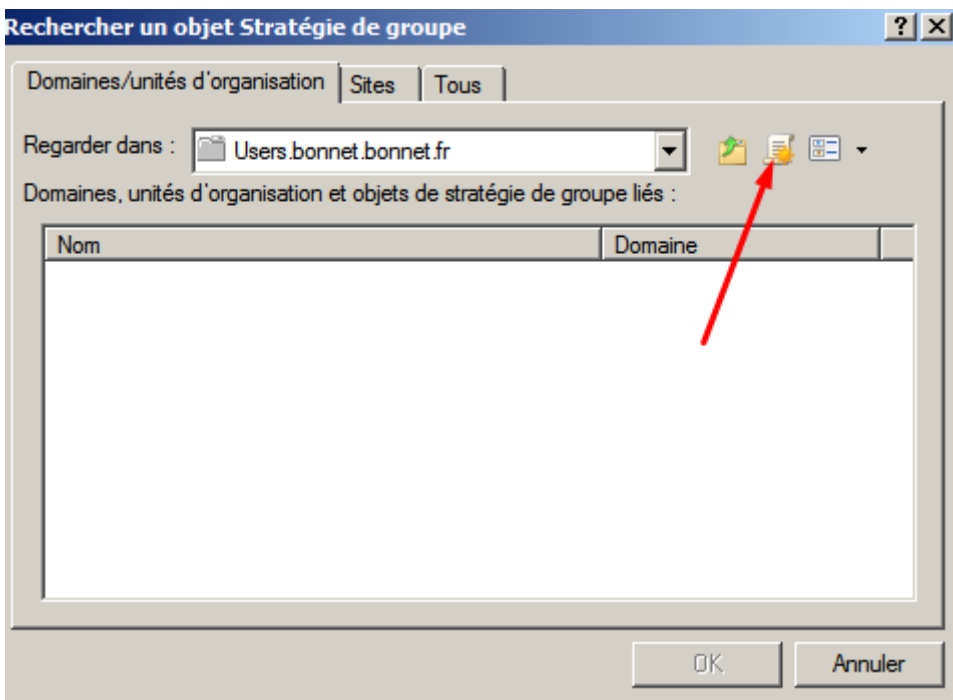 Rechercher un objet Stratégie de groupe
Domaines/unités d'organisation Sites Tous
Regarder dans : Users.bonnet.bonnet.fr
Domaines, unités d'organisation et objets de stratégie de groupe liés :
Nom Domaine
OK Annuler